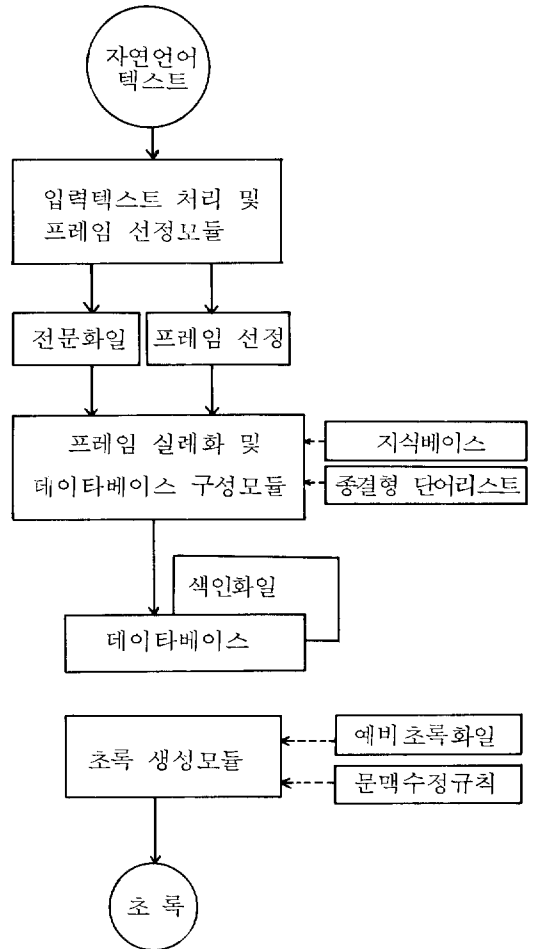 자연언어
텍스트
입력텍스트 처리 및
프레임 선정모듈
전문화일
프레임 선정
프레임 실례화 및
데이타베이스 구성모듈
지식베이스
종결형 단어리스트
색인화일
데이타베이스
초록 생성모듈
예비초록화일
문맥수정규칙
초 록